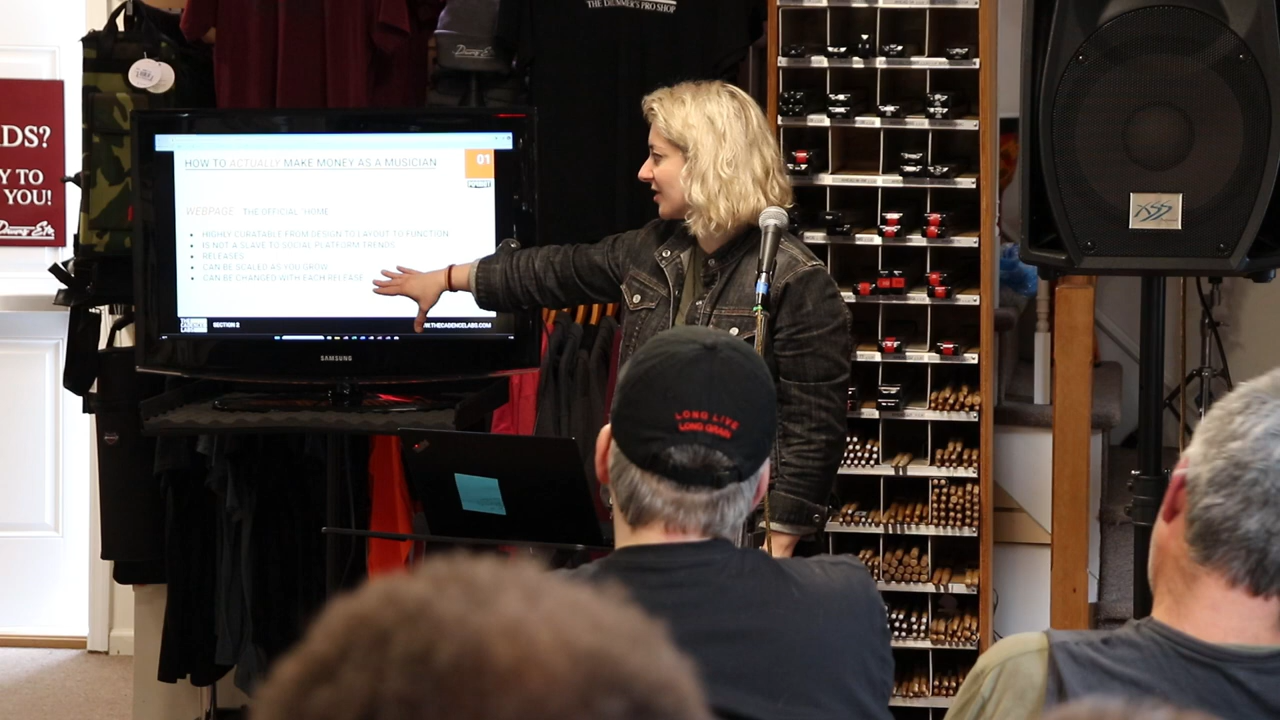 THE DRUMMER'S PRO SHOP
DS?
Y TO
YOU!
HOW TO ACTUALLY MAKE MONEY AS A MUSICIAN
01
WEBPAGE THE OFFICIAL "HOME"
HIGHLY CURATABLE FROM DESIGN TO LAYOUT TO FUNCTION
IS NOT A SLAVE TO SOCIAL PLATFORM TRENDS
RELEASES
CAN BE SCALED AS YOU GROW
CAN BE CHANGED WITH EACH RELEASE
SECTION 2
WWW.THECADENCELABS.COM
SAMSUNG
LONG LIVE
LONG GRAIN